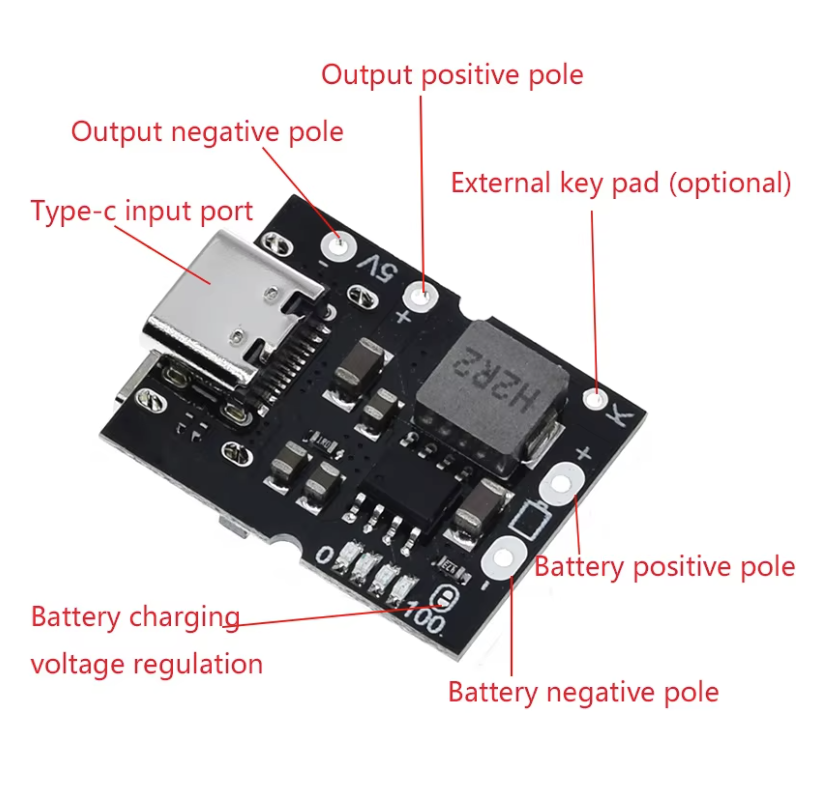 Output positive pole
Output negative pole
External key pad (optional)
Type-c input port
-
5V
+
H2R2
K
+
0
-
100
Battery positive pole
Battery charging
voltage regulation
Battery negative pole